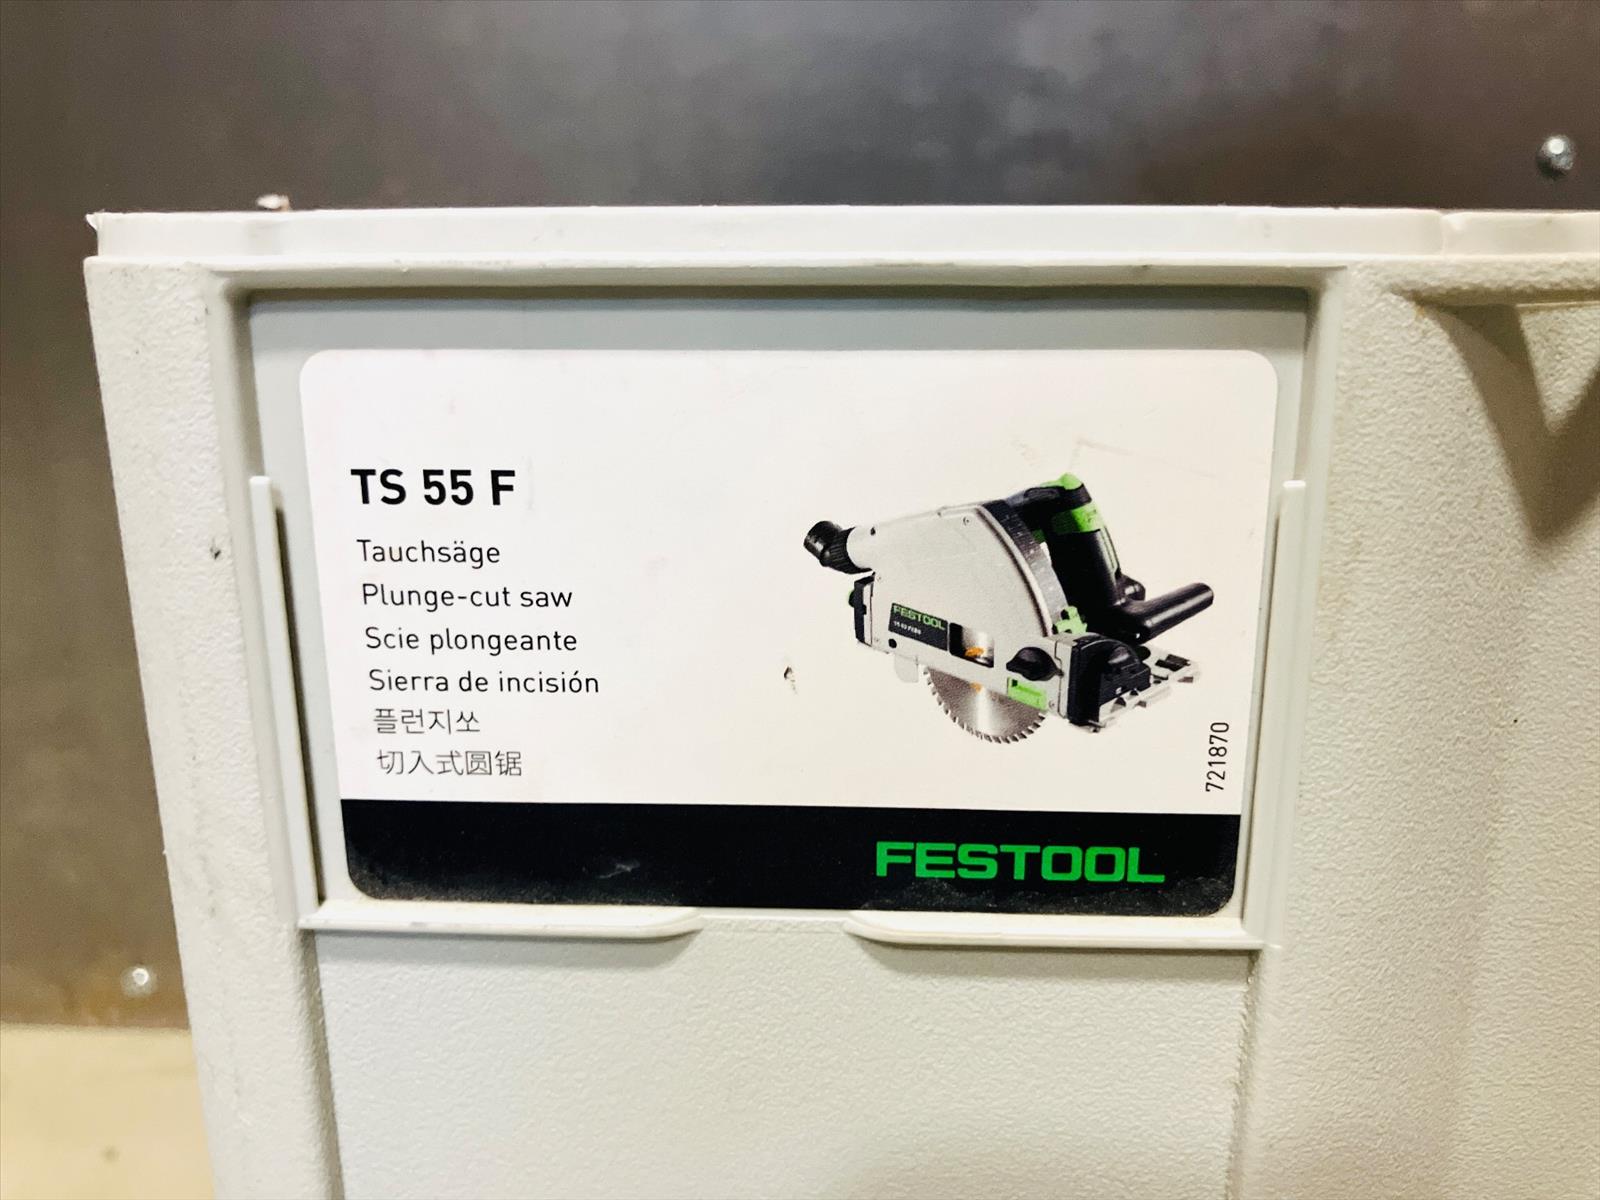 TS 55 F
Tauchsäge
Plunge-cut saw
Scie plongeante
Sierra de incisión
플런지쏘
切入式圆锯
FESTOOL
721870
FESTOOL